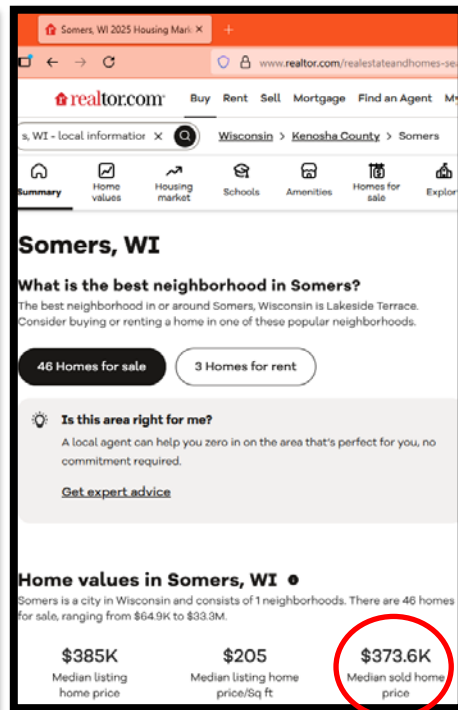 Somers, WI 2025 Housing Mark
www.realtor.com/realestateandhomes-sea
realtor.com
Buy Rent Sell Mortgage Find an Agent My
s, WI - local information
Wisconsin > Kenosha County > Somers
Summary
Home values
Housing market
Schools
Amenities
Homes for sale
Explor
Somers, WI
What is the best neighborhood in Somers?
The best neighborhood in or around Somers, Wisconsin is Lakeside Terrace.
Consider buying or renting a home in one of these popular neighborhoods.
46 Homes for sale
3 Homes for rent
Is this area right for me?
A local agent can help you zero in on the area that's perfect for you, no
commitment required.
Get expert advice
Home values in Somers, WI
Somers is a city in Wisconsin and consists of 1 neighborhoods. There are 46 homes
for sale, ranging from $64.9K to $33.3M.
$385K
Median listing
home price
$205
Median listing home
price/Sq ft
$373.6K
Median sold home
price